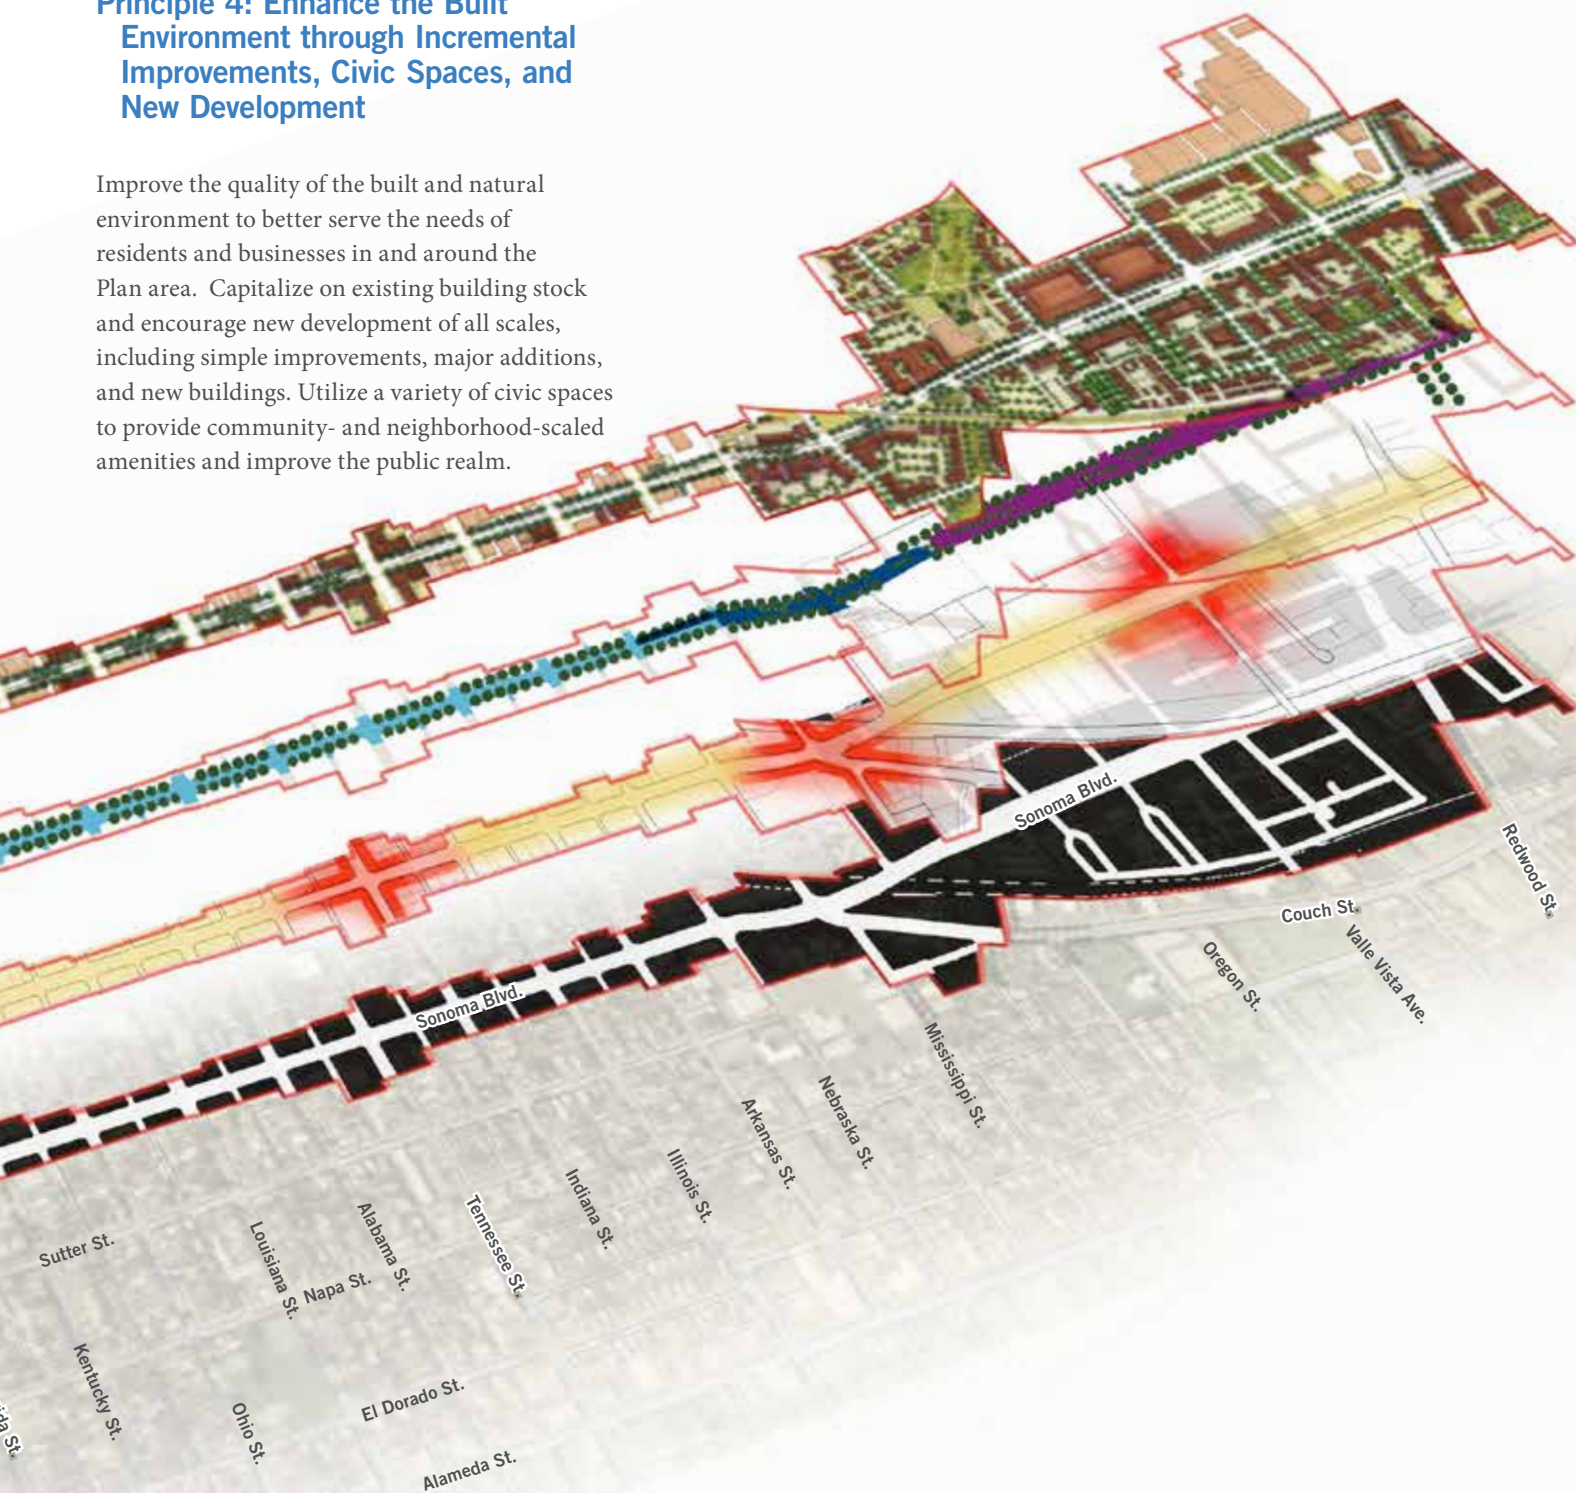 Principle 4: Enhance the Built
Environment through Incremental
Improvements, Civic Spaces, and
New Development
Improve the quality of the built and natural
environment to better serve the needs of
residents and businesses in and around the
Plan area.  Capitalize on existing building stock
and encourage new development of all scales,
including simple improvements, major additions,
and new buildings. Utilize a variety of civic spaces
to provide community- and neighborhood-scaled
amenities and improve the public realm.
Sonoma Blvd.
Redwood St.
Couch St.
Valle Vista Ave.
Oregon St.
Sonoma Blvd.
Mississippi St.
Nebraska St.
Arkansas St.
Illinois St.
Indiana St.
Tennessee St.
Alabama St.
Louisiana St.
Sutter St.
Napa St.
Kentucky St.
Ohio St.
El Dorado St.
Alameda St.
St.